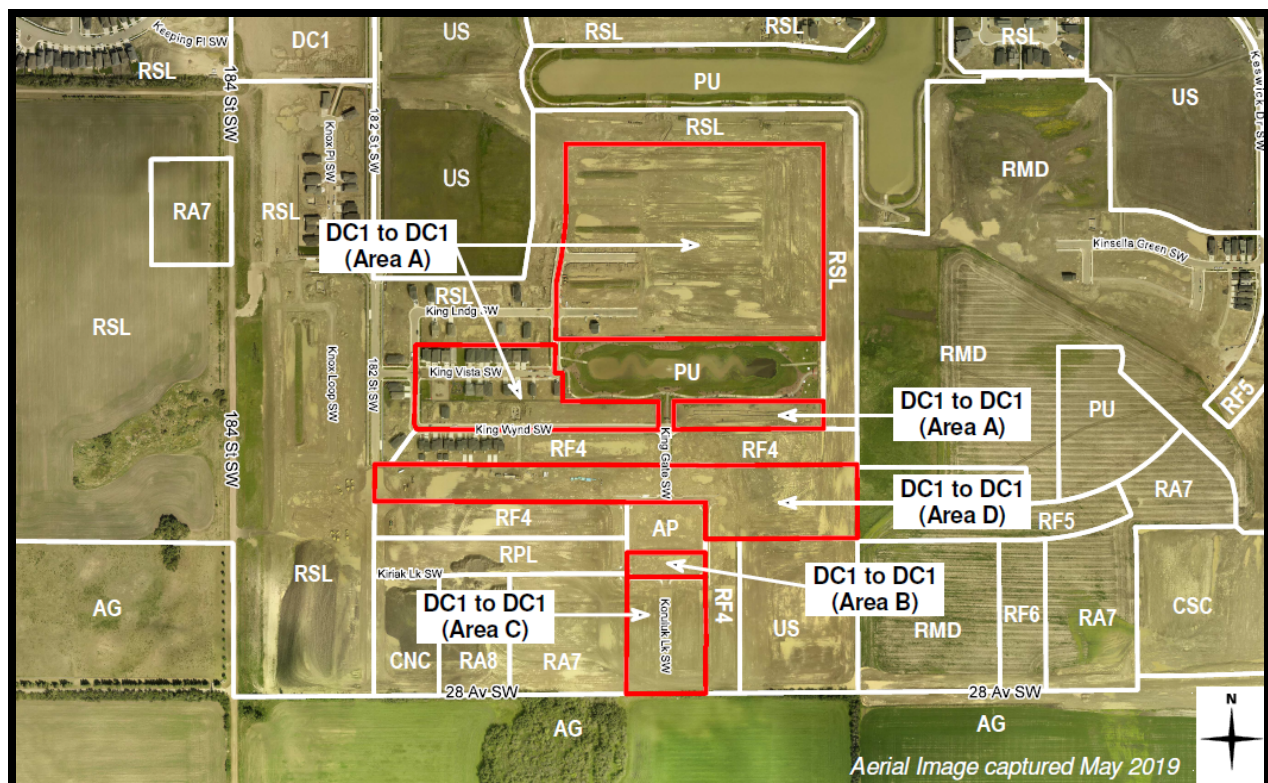 Keeping Pl SW
DC1
US
RSL
RSL
RSL
Keswick Dr SW
RSL
184 St SW
PU
US
182 St SW
Knox Pl SW
RSL
US
RMD
RA7
RSL
DC1 to DC1
(Area A)
Kinsella Green SW
RSL
RSL
RSL
King Lndg SW
Knox Loop SW
182 St SW
RMD
King Vista SW
PU
PU
RF5
DC1 to DC1
(Area A)
184 St SW
King Wynd SW
RF4
King Gate SW
RF4
DC1 to DC1
(Area D)
RA7
RF4
AP
RF5
RPL
RSL
Kiriak Lk SW
DC1 to DC1
(Area B)
AG
DC1 to DC1
(Area C)
Koruluk Lk SW
RF4
US
RMD
RF6
RA7
CSC
CNC
RA8
RA7
28 Av SW
28 Av SW
AG
AG
N
Aerial Image captured May 2019